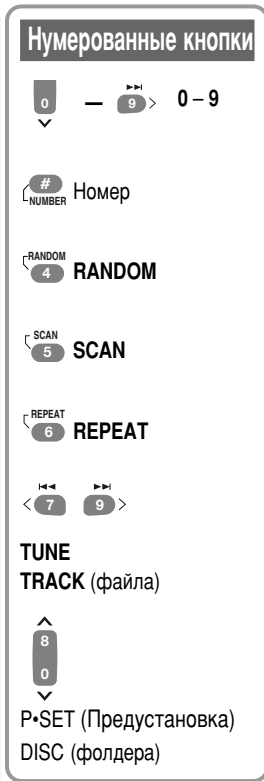 Нумерованные кнопки
0 – 9 0 – 9
# NUMBER Номер
RANDOM
4 RANDOM
SCAN
5 SCAN
REPEAT
6 REPEAT
7 9
TUNE
TRACK (файла)
8
0
P•SET (Предустановка)
DISC (фолдера)